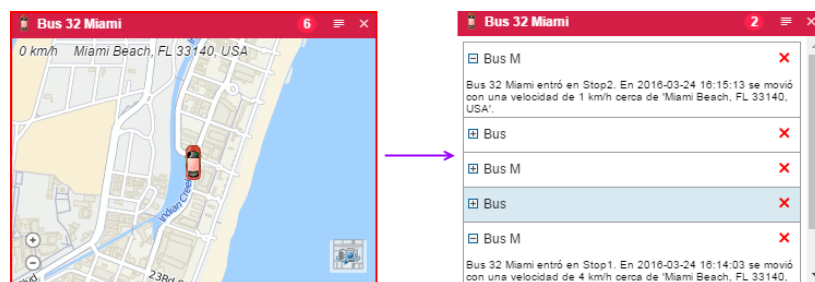 Bus 32 Miami
6
0 km/h Miami Beach, FL 33140, USA
Indian Creek
23Rd
Bus 32 Miami
2
Bus M
Bus 32 Miami entró en Stop2. En 2016-03-24 16:15:13 se movió
con una velocidad de 1 km/h cerca de 'Miami Beach, FL 33140,
USA'.
Bus
Bus M
Bus
Bus M
Bus 32 Miami entró en Stop1. En 2016-03-24 16:14:03 se movió
con una velocidad de 4 km/h cerca de 'Miami Beach, FL 33140,